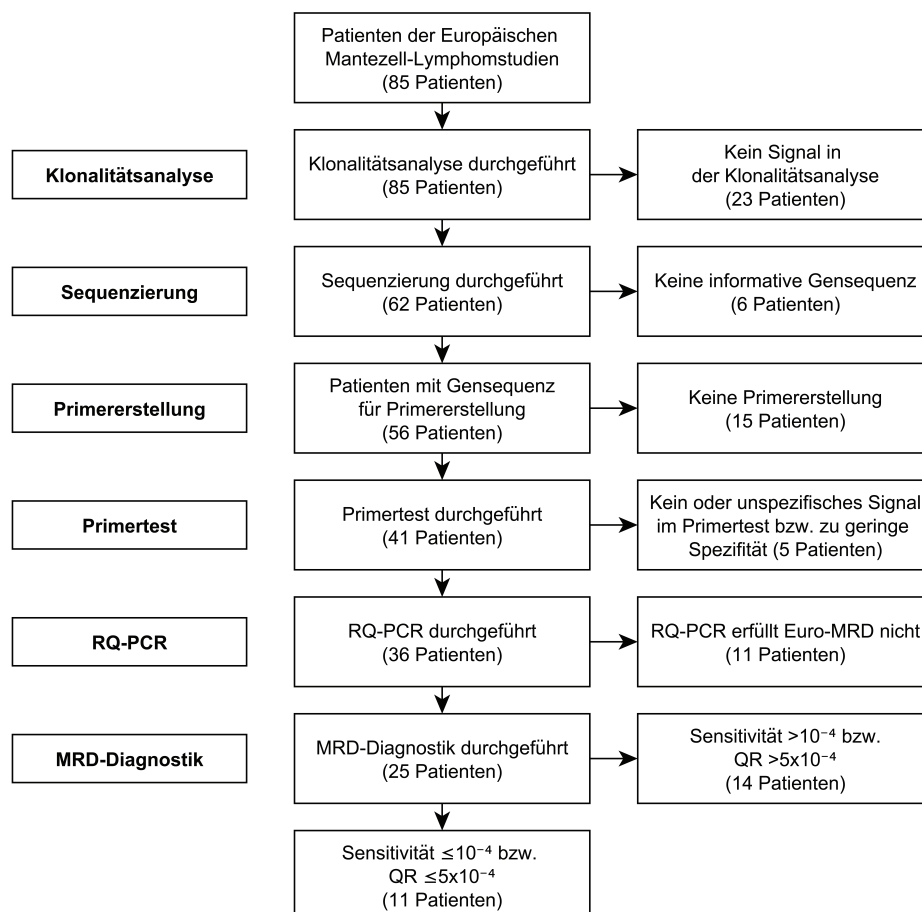 Patienten der Europäischen
Mantezell-Lymphomstudien
(85 Patienten)
Klonalitätsanalyse
Klonalitätsanalyse durchgeführt
(85 Patienten)
Kein Signal in
der Klonalitätsanalyse
(23 Patienten)
Sequenzierung
Sequenzierung durchgeführt
(62 Patienten)
Keine informative Gensequenz
(6 Patienten)
Primererstellung
Patienten mit Gensequenz
für Primererstellung
(56 Patienten)
Keine Primererstellung
(15 Patienten)
Primertest
Primertest durchgeführt
(41 Patienten)
Kein oder unspezifisches Signal
im Primertest bzw. zu geringe
Spezifität (5 Patienten)
RQ-PCR
RQ-PCR durchgeführt
(36 Patienten)
RQ-PCR erfüllt Euro-MRD nicht
(11 Patienten)
MRD-Diagnostik
MRD-Diagnostik durchgeführt
(25 Patienten)
Sensitivität >10⁻⁴ bzw.
QR >5x10⁻⁴
(14 Patienten)
Sensitivität ≤10⁻⁴ bzw.
QR ≤5x10⁻⁴
(11 Patienten)